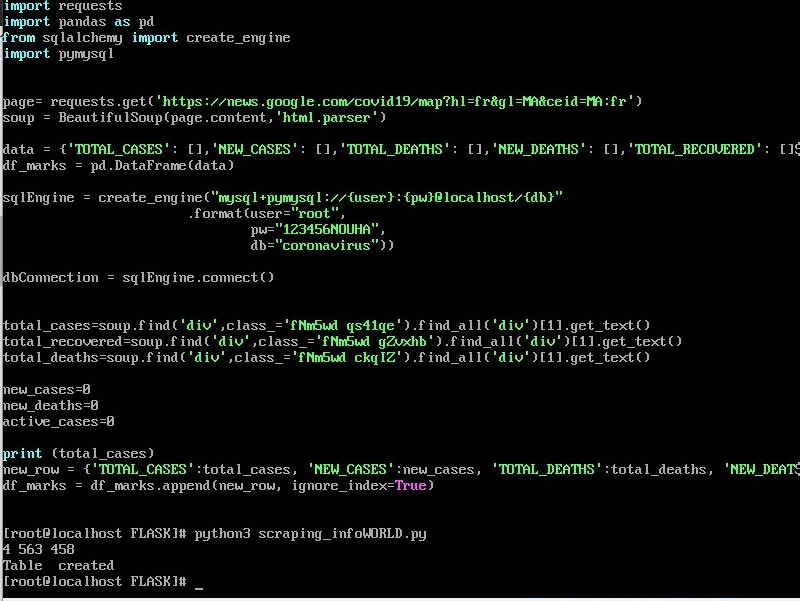 import requests
import pandas as pd
from sqlalchemy import create_engine
import pymysql
page= requests.get('https://news.google.com/covid19/map?hl=fr&gl=MA&ceid=MA:fr')
soup = BeautifulSoup(page.content,'html.parser')
data = {'TOTAL_CASES': [],'NEW_CASES': [],'TOTAL_DEATHS': [],'NEW_DEATHS': [],'TOTAL_RECOVERED': []$
df_marks = pd.DataFrame(data)
sqlEngine = create_engine("mysql+pymysql://{user}:{pw}@localhost/{db}"
.format(user="root",
pw="123456NOUHA",
db="coronavirus"))
dbConnection = sqlEngine.connect()
total_cases=soup.find('div',class_='fNm5wd qs41qe').find_all('div')[1].get_text()
total_recovered=soup.find('div',class_='fNm5wd gZvxhb').find_all('div')[1].get_text()
total_deaths=soup.find('div',class_='fNm5wd ckqIZ').find_all('div')[1].get_text()
new_cases=0
new_deaths=0
active_cases=0
print (total_cases)
new_row = {'TOTAL_CASES':total_cases, 'NEW_CASES':new_cases, 'TOTAL_DEATHS':total_deaths, 'NEW_DEAT$
df_marks = df_marks.append(new_row, ignore_index=True)
[root@localhost FLASK]# python3 scraping_infoWORLD.py
4 563 458
Table  created
[root@localhost FLASK]# _